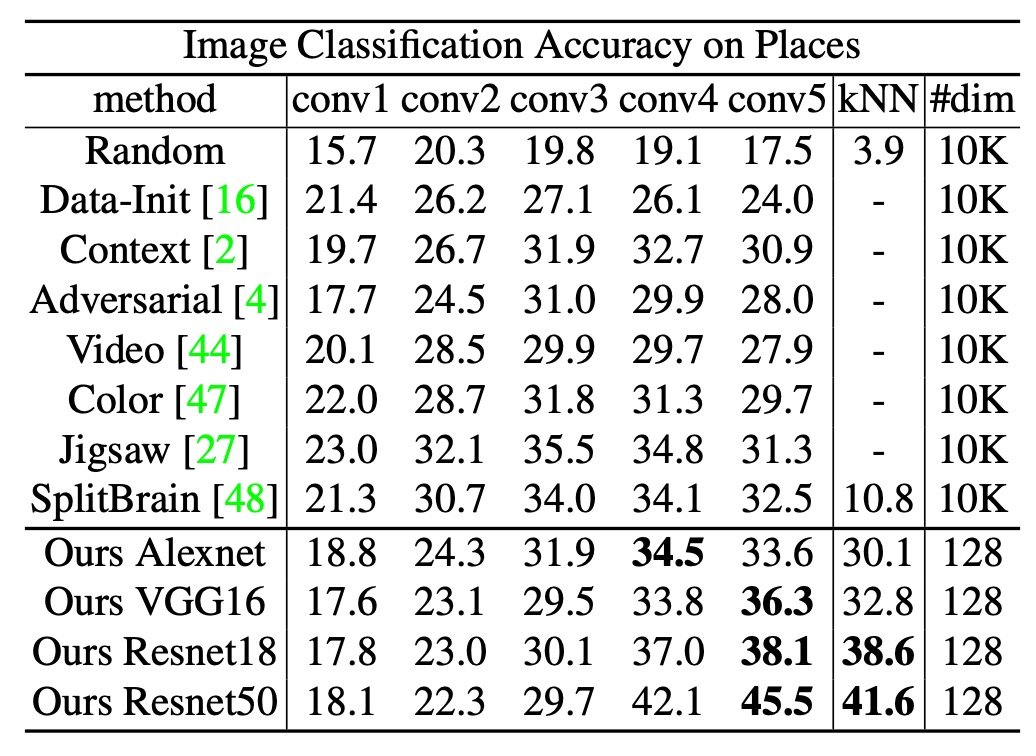 Image Classification Accuracy on Places
method conv1 conv2 conv3 conv4 conv5 kNN #dim
Random 15.7 20.3 19.8 19.1 17.5 3.9 10K
Data-Init [16] 21.4 26.2 27.1 26.1 24.0 - 10K
Context [2] 19.7 26.7 31.9 32.7 30.9 - 10K
Adversarial [4] 17.7 24.5 31.0 29.9 28.0 - 10K
Video [44] 20.1 28.5 29.9 29.7 27.9 - 10K
Color [47] 22.0 28.7 31.8 31.3 29.7 - 10K
Jigsaw [27] 23.0 32.1 35.5 34.8 31.3 - 10K
SplitBrain [48] 21.3 30.7 34.0 34.1 32.5 10.8 10K
Ours Alexnet 18.8 24.3 31.9 34.5 33.6 30.1 128
Ours VGG16 17.6 23.1 29.5 33.8 36.3 32.8 128
Ours Resnet18 17.8 23.0 30.1 37.0 38.1 38.6 128
Ours Resnet50 18.1 22.3 29.7 42.1 45.5 41.6 128